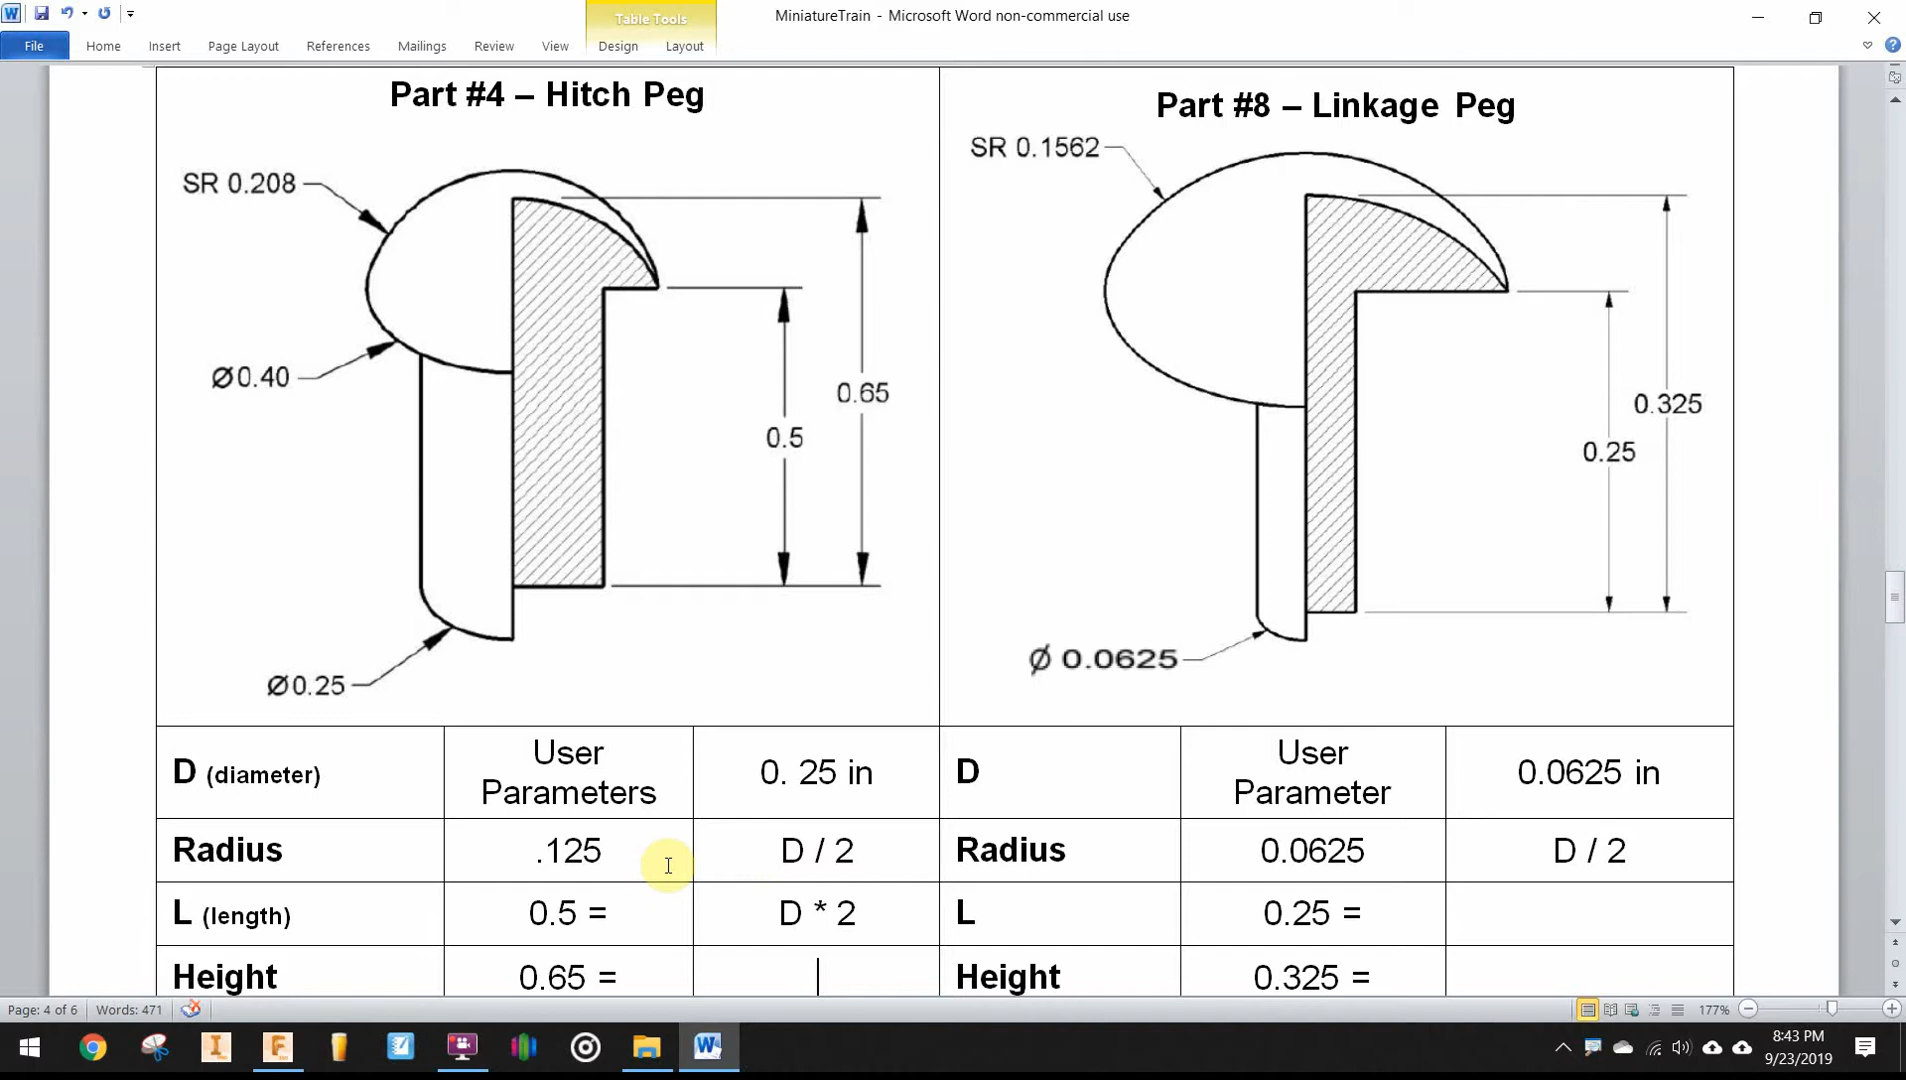 MiniatureTrain - Microsoft Word non-commercial use
Table Tools
File Home Insert Page Layout References Mailings Review View Design Layout
Part #4 – Hitch Peg
SR 0.208
Ø0.40
0.65
0.5
Ø0.25
Part #8 – Linkage Peg
SR 0.1562
0.325
0.25
Ø 0.0625
D (diameter)
User
Parameters
0. 25 in
D
User
Parameter
0.0625 in
Radius .125 D / 2 Radius 0.0625 D / 2
L (length) 0.5 = D * 2 L 0.25 =
Height 0.65 = Height 0.325 =
Page: 4 of 6 Words: 471 177%
8:43 PM
9/23/2019